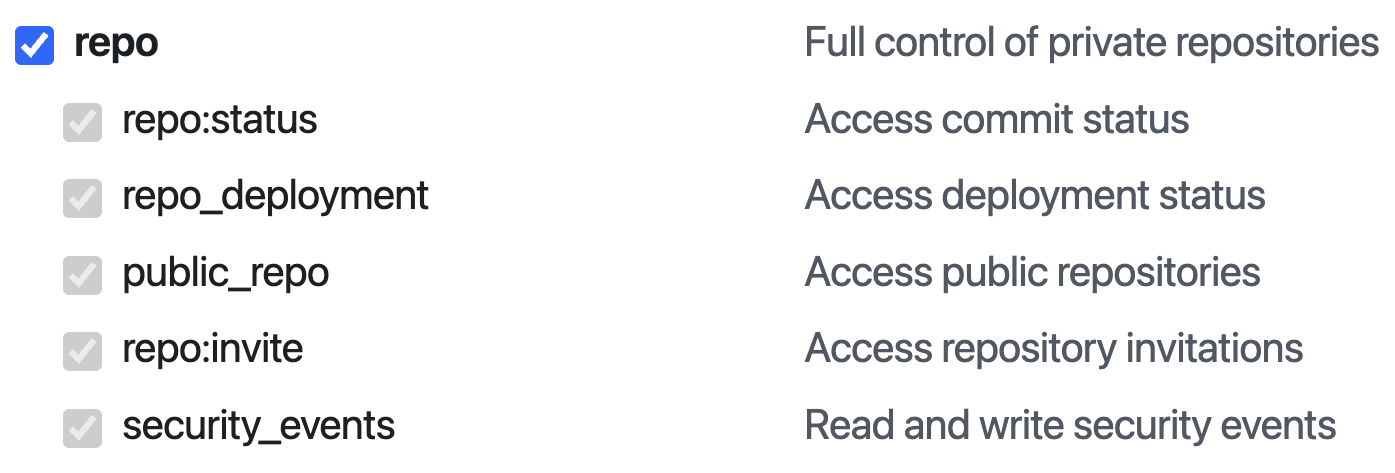 repo Full control of private repositories
repo:status Access commit status
repo_deployment Access deployment status
public_repo Access public repositories
repo:invite Access repository invitations
security_events Read and write security events